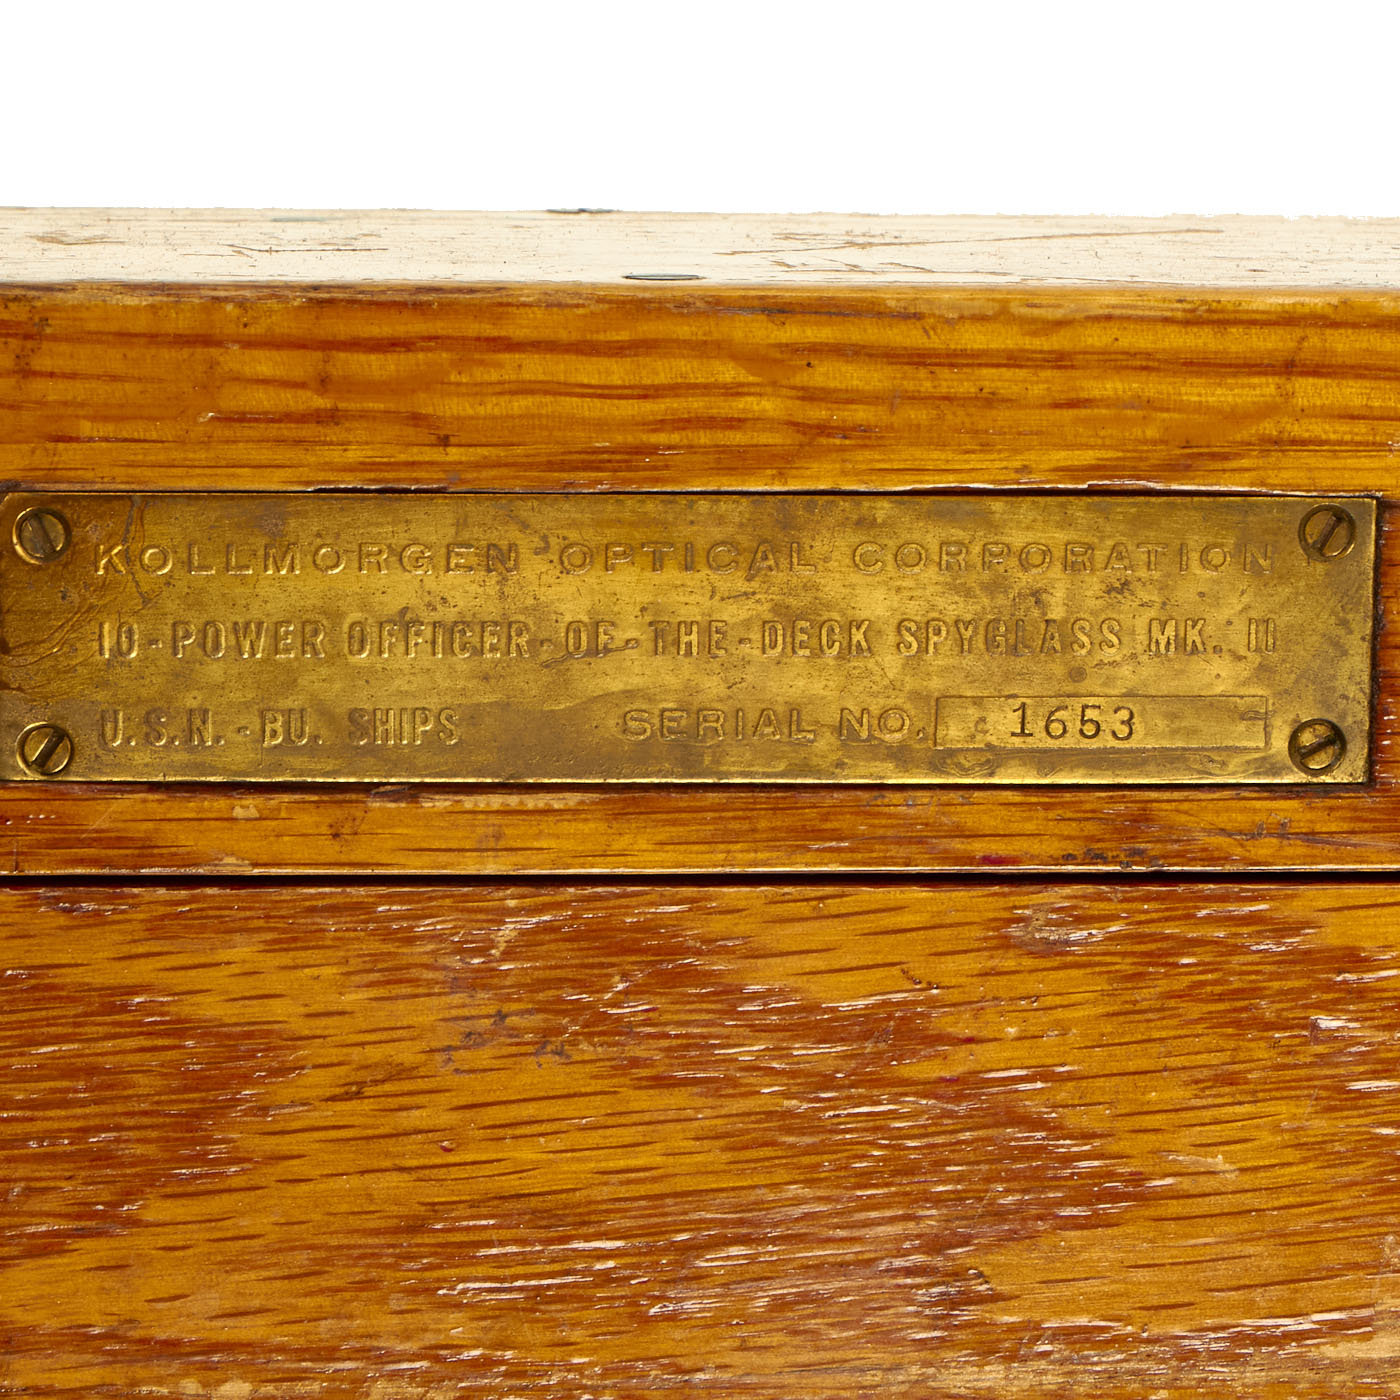 KOLLMORGEN OPTICAL CORPORATION
10-POWER OFFICER-OF-THE-DECK SPYGLASS MK. II
U.S.N.-BU. SHIPS SERIAL NO. 1653